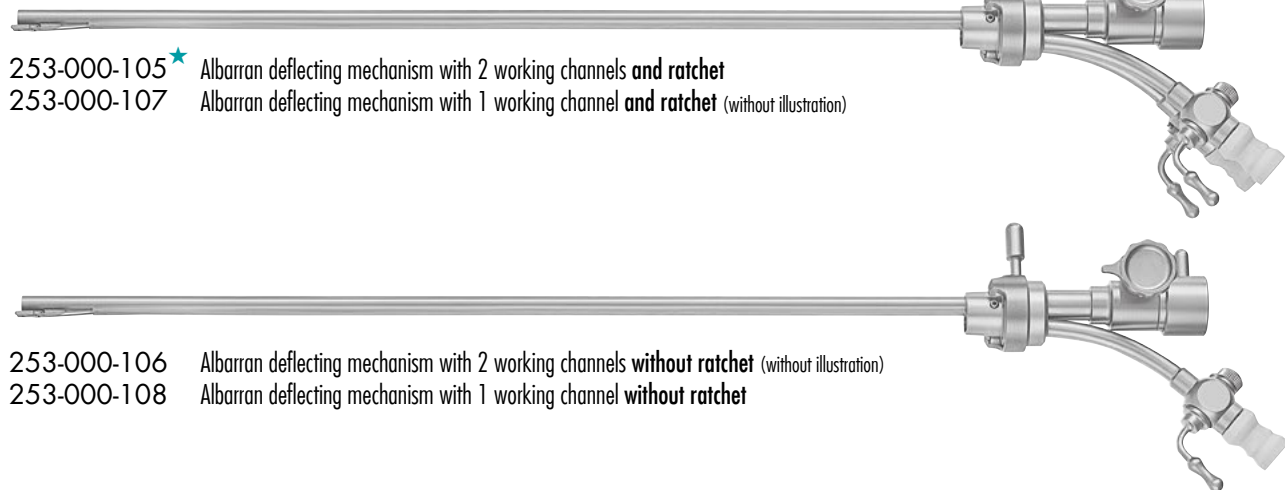 253-000-105★ Albarran deflecting mechanism with 2 working channels and ratchet
253-000-107 Albarran deflecting mechanism with 1 working channel and ratchet (without illustration)
253-000-106 Albarran deflecting mechanism with 2 working channels without ratchet (without illustration)
253-000-108 Albarran deflecting mechanism with 1 working channel without ratchet